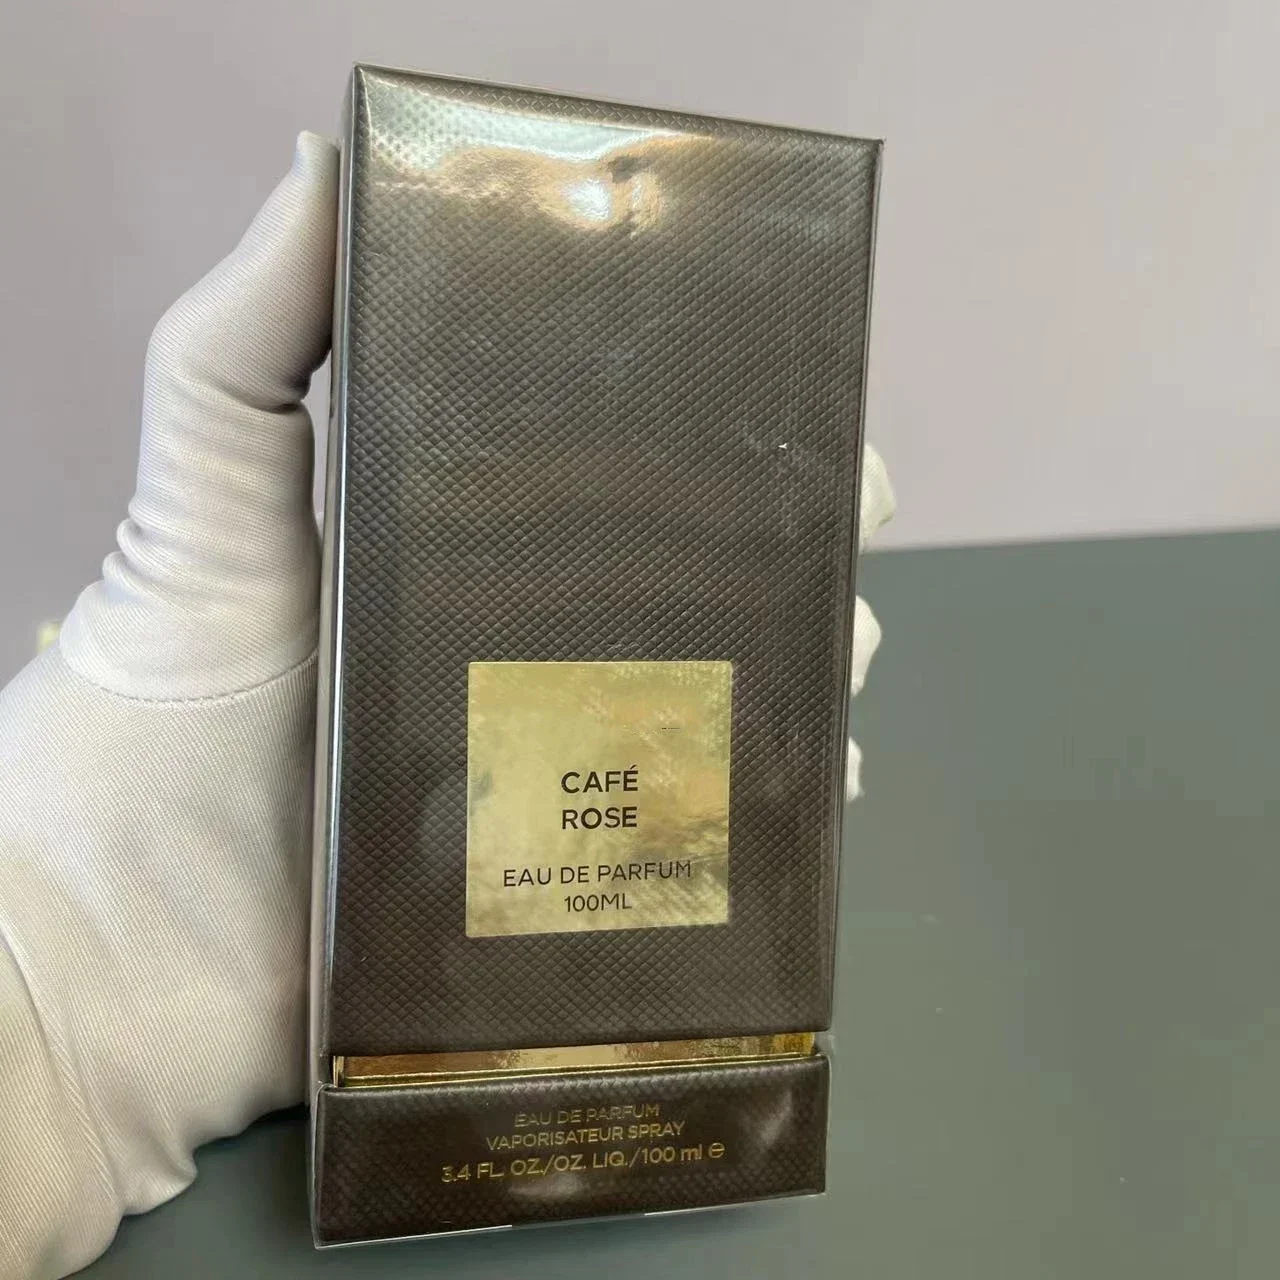 CAFÉ
ROSE
EAU DE PARFUM
100ML
EAU DE PARFUM
VAPORISATEUR SPRAY
3.4 FL. OZ./OZ. LIQ./100 ml ℮